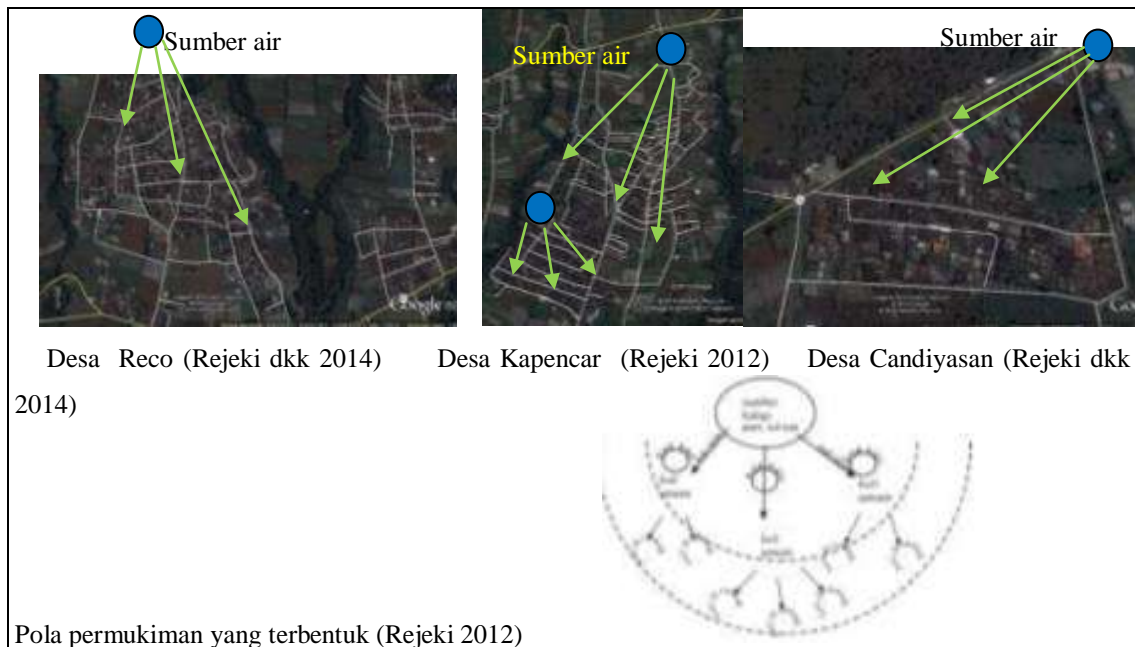 Sumber air
Sumber air
Sumber air
Google
Goo
Desa Reco (Rejeki dkk 2014) Desa Kapencar (Rejeki 2012) Desa Candiyasan (Rejeki dkk
2014)
Pola permukiman yang terbentuk (Rejeki 2012)